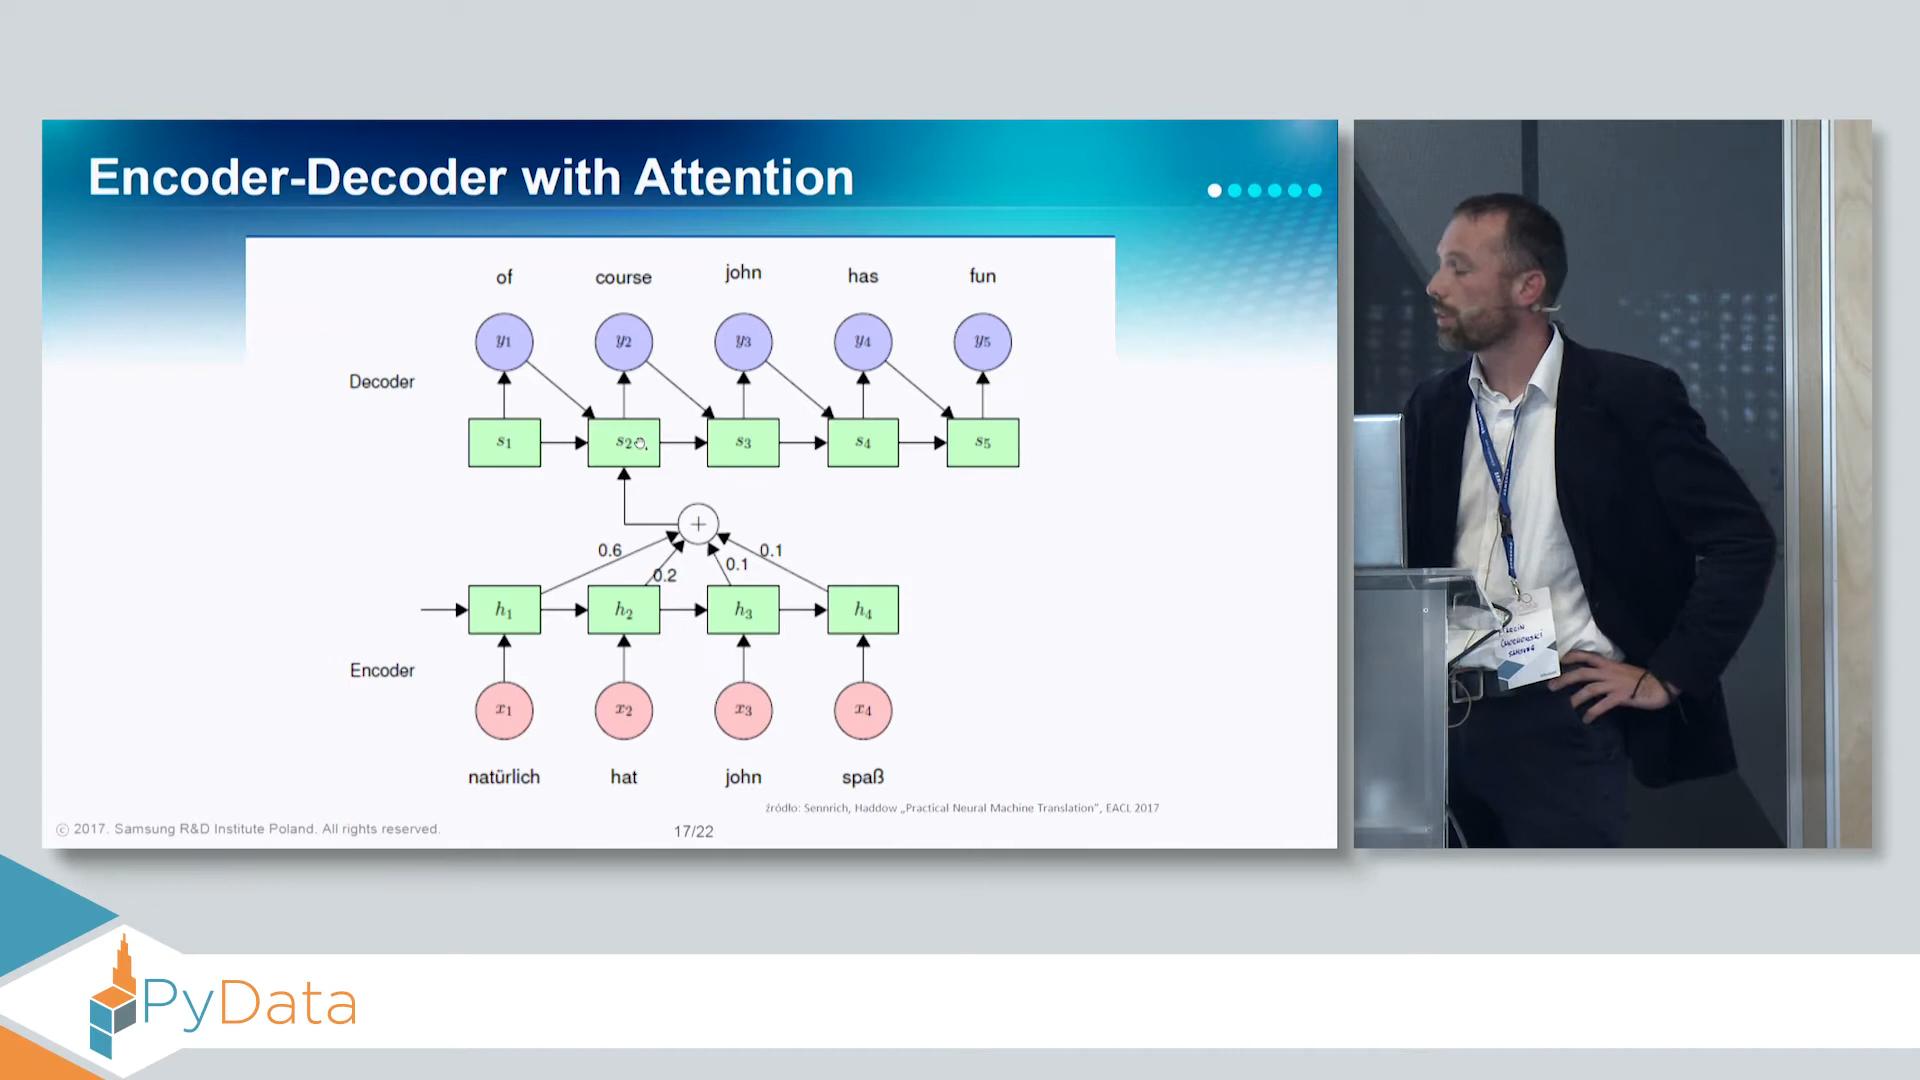 Encoder-Decoder with Attention
of course john has fun
y1 y2 y3 y4 y5
Decoder
s1 s2 s3 s4 s5
+
0.6 0.2 0.1 0.1
h1 h2 h3 h4
Encoder
x1 x2 x3 x4
natürlich hat john spaß
źródło: Sennrich, Haddow „Practical Neural Machine Translation”, EACL 2017
© 2017. Samsung R&D Institute Poland. All rights reserved.
17/22
SAMSUNG
PyData